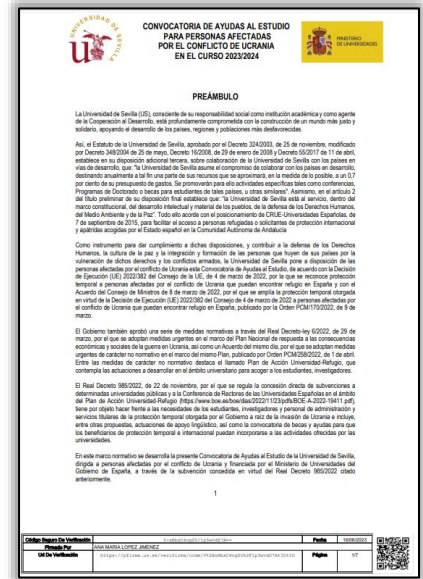 UNIVERSIDAD DE SEVILLA
CONVOCATORIA DE AYUDAS AL ESTUDIO
PARA PERSONAS AFECTADAS
POR EL CONFLICTO DE UCRANIA
EN EL CURSO 2023/2024
MINISTERIO
DE UNIVERSIDADES
PREÁMBULO
La Universidad de Sevilla (US), consciente de su responsabilidad social como institución académica y como agente
de la Cooperación al Desarrollo, está profundamente comprometida con la construcción de un mundo más justo y
solidario, apoyando el desarrollo de los países, regiones y poblaciones más desfavorecidas.
Así, el Estatuto de la Universidad de Sevilla, aprobado por el Decreto 324/2003, de 25 de noviembre, modificado
por Decreto 348/2004 de 25 de mayo, Decreto 16/2008, de 29 de enero de 2008 y Decreto 55/2017 de 11 de abril,
establece en su disposición adicional tercera, sobre colaboración de la Universidad de Sevilla con los países en
vías de desarrollo, que: "la Universidad de Sevilla asume el compromiso de colaborar con los países en desarrollo,
destinando anualmente a tal fin una parte de sus recursos que se aproximará, en la medida de lo posible, a un 0,7
por ciento de su presupuesto de gastos. Se promoverán para ello actividades específicas tales como conferencias,
Programas de Doctorado o becas para estudiantes de tales países, u otras similares". Asimismo, en el artículo 2
del título preliminar de su disposición final establece que: "la Universidad de Sevilla está al servicio, dentro del
marco constitucional, del desarrollo intelectual y material de los pueblos, de la defensa de los Derechos Humanos,
del Medio Ambiente y de la Paz". Todo ello acorde con el posicionamiento de CRUE-Universidades Españolas, de
7 de septiembre de 2015, para facilitar el acceso a personas refugiadas o solicitantes de protección internacional
y apátridas acogidas por el Estado español en la Comunidad Autónoma de Andalucía
Como instrumento para dar cumplimiento a dichas disposiciones, y contribuir a la defensa de los Derechos
Humanos, la cultura de la paz y la integración y formación de las personas que huyen de sus países por la
vulneración de dichos derechos y los conflictos armados, la Universidad de Sevilla pone a disposición de las
personas afectadas por el conflicto de Ucrania esta Convocatoria de Ayudas al Estudio, de acuerdo con la Decisión
de Ejecución (UE) 2022/382 del Consejo de la UE, de 4 de marzo de 2022, por la que se reconoce protección
temporal a personas afectadas por el conflicto de Ucrania que puedan encontrar refugio en España y con el
Acuerdo del Consejo de Ministros de 8 de marzo de 2022, por el que se amplía la protección temporal otorgada
en virtud de la Decisión de Ejecución (UE) 2022/382 del Consejo de 4 de marzo de 2022 a personas afectadas por
el conflicto de Ucrania que puedan encontrar refugio en España, publicado por la Orden PCM/170/2022, de 9 de
marzo.
El Gobierno también aprobó una serie de medidas normativas a través del Real Decreto-ley 6/2022, de 29 de
marzo, por el que se adoptan medidas urgentes en el marco del Plan Nacional de respuesta a las consecuencias
económicas y sociales de la guerra en Ucrania, así como un Acuerdo del mismo día, por el que se adoptan medidas
urgentes de carácter no normativo en el marco del mismo Plan, publicado por Orden PCM/258/2022, de 1 de abril.
Entre las medidas de carácter no normativo destaca el llamado Plan de Acción Universidad-Refugio, que
contempla las actuaciones a desarrollar en el ámbito universitario para acoger a los estudiantes, investigadores.
El Real Decreto 985/2022, de 22 de noviembre, por el que se regula la concesión directa de subvenciones a
determinadas universidades públicas y a la Conferencia de Rectores de las Universidades Españolas en el ámbito
del Plan de Acción Universidad-Refugio (https://www.boe.es/boe/dias/2022/11/23/pdfs/BOE-A-2022-19411.pdf),
tiene por objeto hacer frente a las necesidades de los estudiantes, investigadores y personal de administración y
servicios titulares de la protección temporal otorgada por el Gobierno a raíz de la invasión de Ucrania e incluye,
entre otras propuestas, actuaciones de apoyo lingüístico, así como la convocatoria de becas y ayudas para que
los beneficiarios de protección temporal e internacional puedan incorporarse a las actividades ofrecidas por las
universidades.
En este marco normativo se desarrolla la presente Convocatoria de Ayudas al Estudio de la Universidad de Sevilla,
dirigida a personas afectadas por el conflicto de Ucrania y financiada por el Ministerio de Universidades del
Gobierno de España, a través de la subvención concedida en virtud del Real Decreto 985/2022 citado
anteriormente.
1
Código Seguro De Verificación Fecha 16/06/2023
Firmado Por ANA MARIA LOPEZ JIMENEZ
Url De Verificación Página 1/7